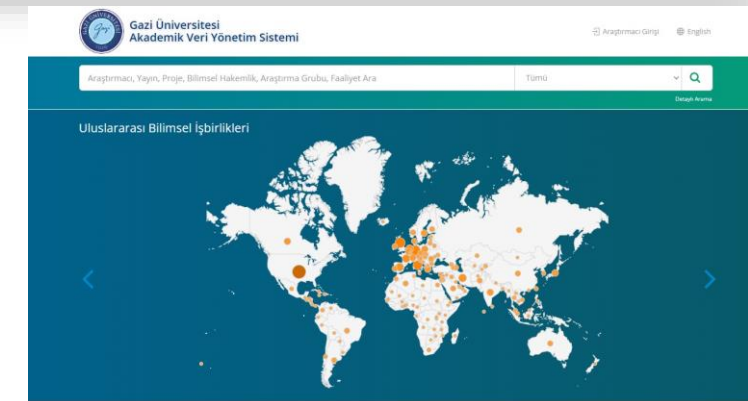 Gazi Üniversitesi
Akademik Veri Yönetim Sistemi
Araştırmacı Girişi
English
Araştırmacı, Yayın, Proje, Bilimsel Hakemlik, Araştırma Grubu, Faaliyet Ara
Tümü
Detaylı Arama
Uluslararası Bilimsel İşbirlikleri